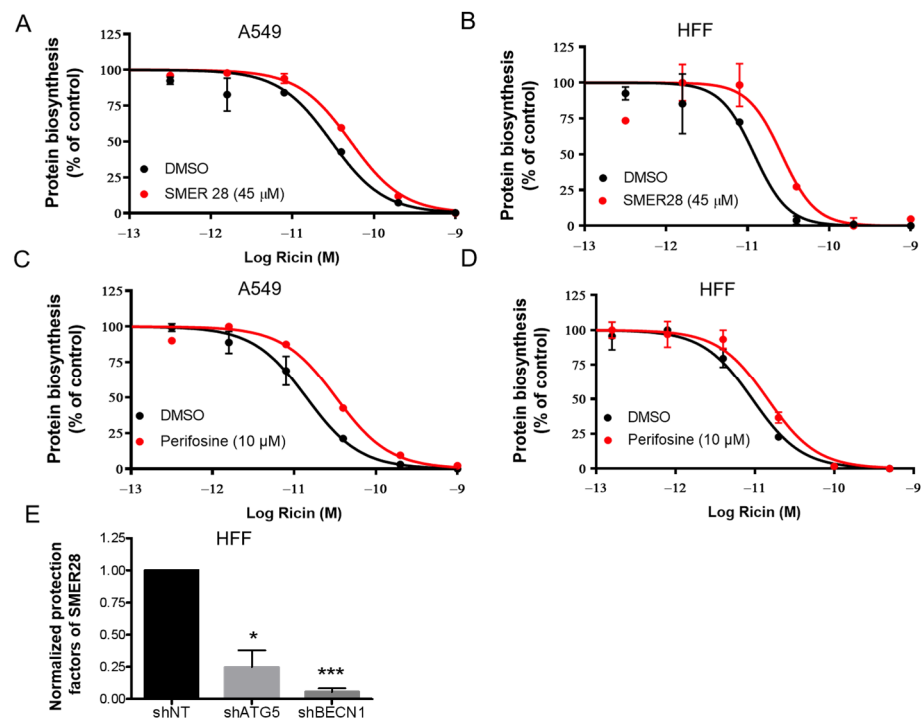 A
A549
Protein biosynthesis
(% of control)
125
100
75
50
25
0
DMSO
SMER 28 (45 μM)
−13
−12
−11
−10
−9
Log Ricin (M)
B
HFF
Protein biosynthesis
(% of control)
125
100
75
50
25
0
DMSO
SMER28 (45 μM)
−13
−12
−11
−10
−9
Log Ricin (M)
C
A549
Protein biosynthesis
(% of control)
125
100
75
50
25
0
DMSO
Perifosine (10 μM)
−13
−12
−11
−10
−9
Log Ricin (M)
D
HFF
Protein biosynthesis
(% of control)
125
100
75
50
25
0
DMSO
Perifosine (10 μM)
−13
−12
−11
−10
−9
Log Ricin (M)
E
HFF
Normalized protection
factors of SMER28
1.25
1.00
0.75
0.50
0.25
0.00
*
***
shNT
shATG5
shBECN1